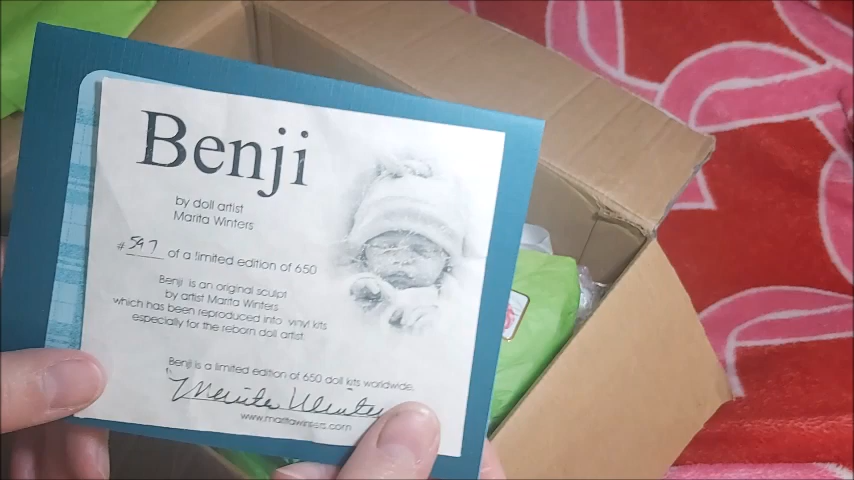 Benji
by doll artist
Marita Winters
#597 of a limited edition of 650
Benji is an original sculpt
by artist Marita Winters
which has been reproduced into vinyl kits
especially for the reborn doll artist
Benji is a limited edition of 650 doll kits worldwide.
Marita Winters
www.maritawinters.com